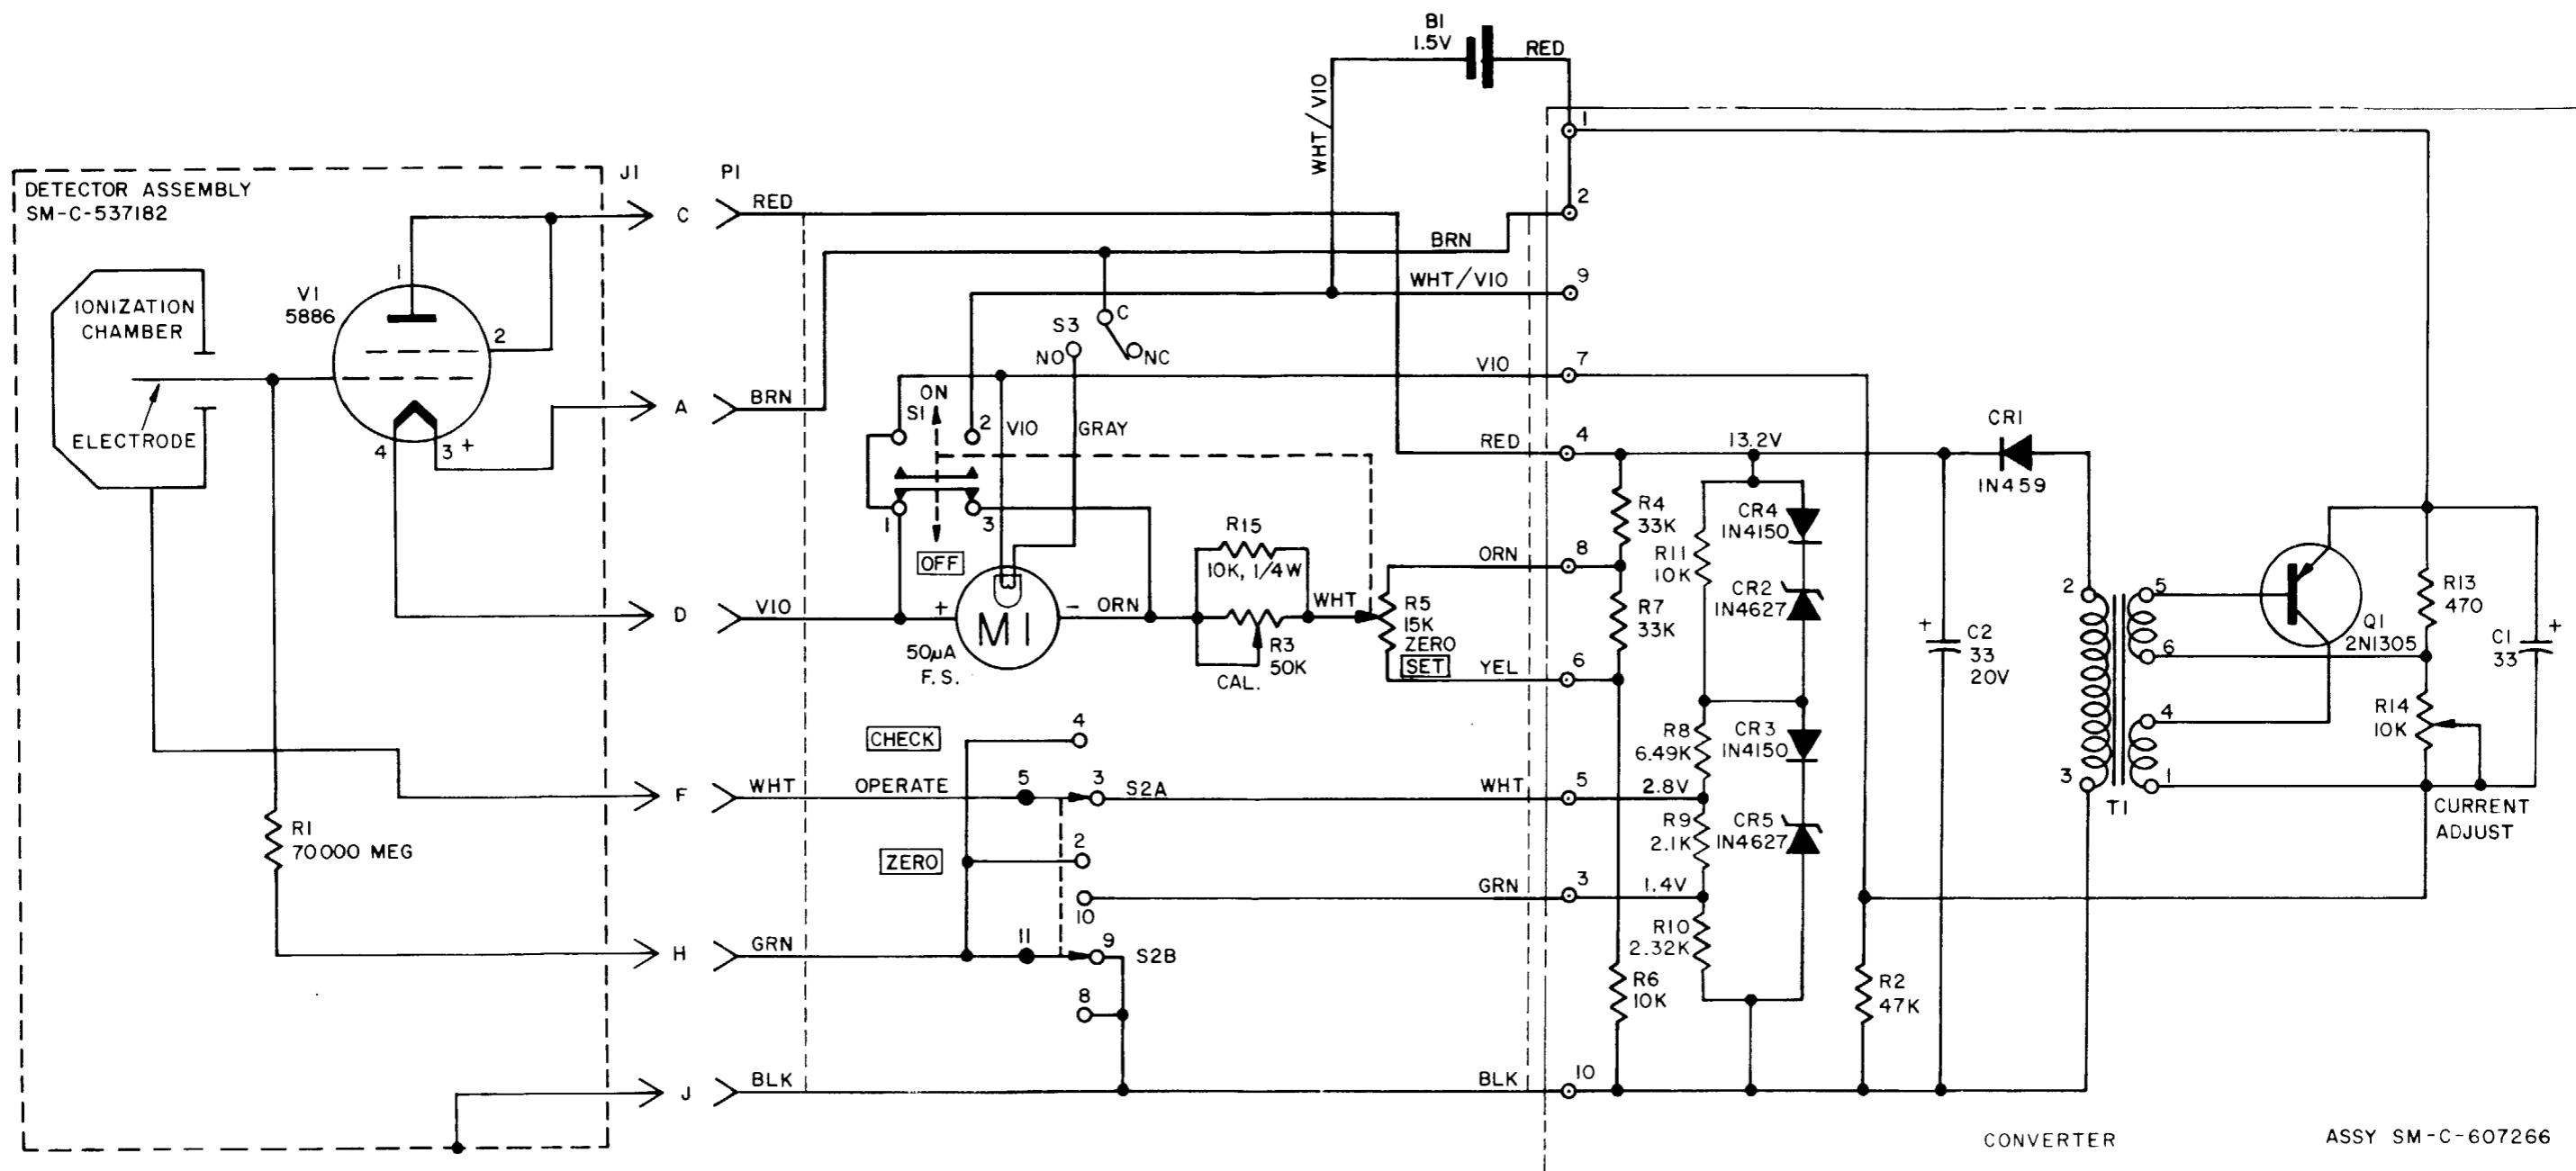 B1
1.5V
RED
WHT/VIO
1
DETECTOR ASSEMBLY
SM-C-537182
J1
P1
C
RED
2
BRN
WHT/VIO
9
1
V1
5886
2
IONIZATION
CHAMBER
ELECTRODE
4
3
+
A
BRN
S3
C
NO
NC
VIO
7
ON
S1
2
VIO
GRAY
RED
4
13.2V
CR1
1N459
1
3
OFF
R15
10K, 1/4W
ORN
8
R4
33K
R11
10K
CR4
1N4150
CR2
1N4627
D
VIO
+
M1
-
ORN
50µA
F.S.
R3
50K
CAL.
WHT
R5
15K
ZERO
SET
YEL
6
R7
33K
2
5
6
4
3
1
T1
+
C2
33
20V
Q1
2N1305
R13
470
R14
10K
+
C1
33
CURRENT
ADJUST
CHECK
4
R8
6.49K
CR3
1N4150
F
WHT
OPERATE
5
3
S2A
WHT
5
2.8V
R9
2.1K
CR5
1N4627
R1
70000 MEG
ZERO
2
10
GRN
3
1.4V
H
GRN
11
9
S2B
8
R10
2.32K
R6
10K
R2
47K
J
BLK
BLK
10
CONVERTER
ASSY SM-C-607266